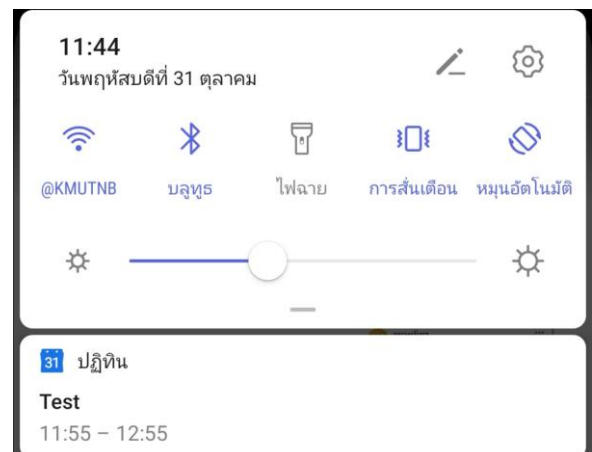 11:44
วันพฤหัสบดีที่ 31 ตุลาคม
@KMUTNB บลูทูธ ไฟฉาย การสั่นเตือน หมุนอัตโนมัติ
31 ปฏิทิน
Test
11:55 – 12:55